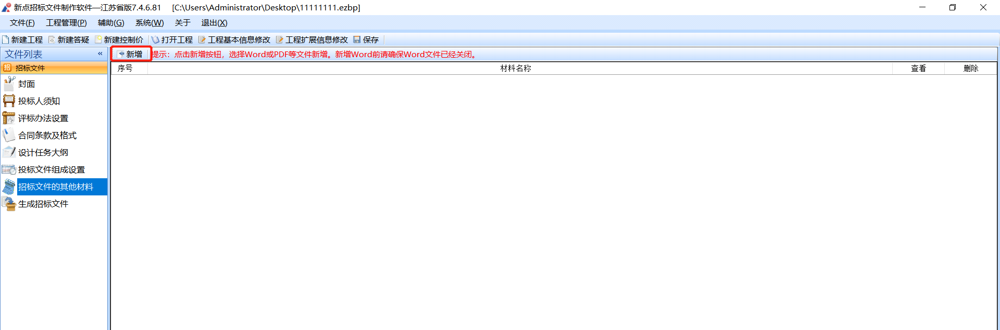 新点招标文件制作软件—江苏省版7.4.6.81 [C:\Users\Administrator\Desktop\11111111.ezbp]
文件(F) 工程管理(P) 辅助(G) 系统(W) 关于 退出(X)
新建工程 新建答疑 新建控制价 打开工程 工程基本信息修改 工程扩展信息修改 保存
文件列表 «
新增 提示：点击新增按钮，选择Word或PDF等文件新增。新增Word前请确保Word文件已经关闭。
招 招标文件
序号 材料名称 查看 删除
封面
投标人须知
评标办法设置
合同条款及格式
设计任务大纲
投标文件组成设置
招标文件的其他材料
生成招标文件